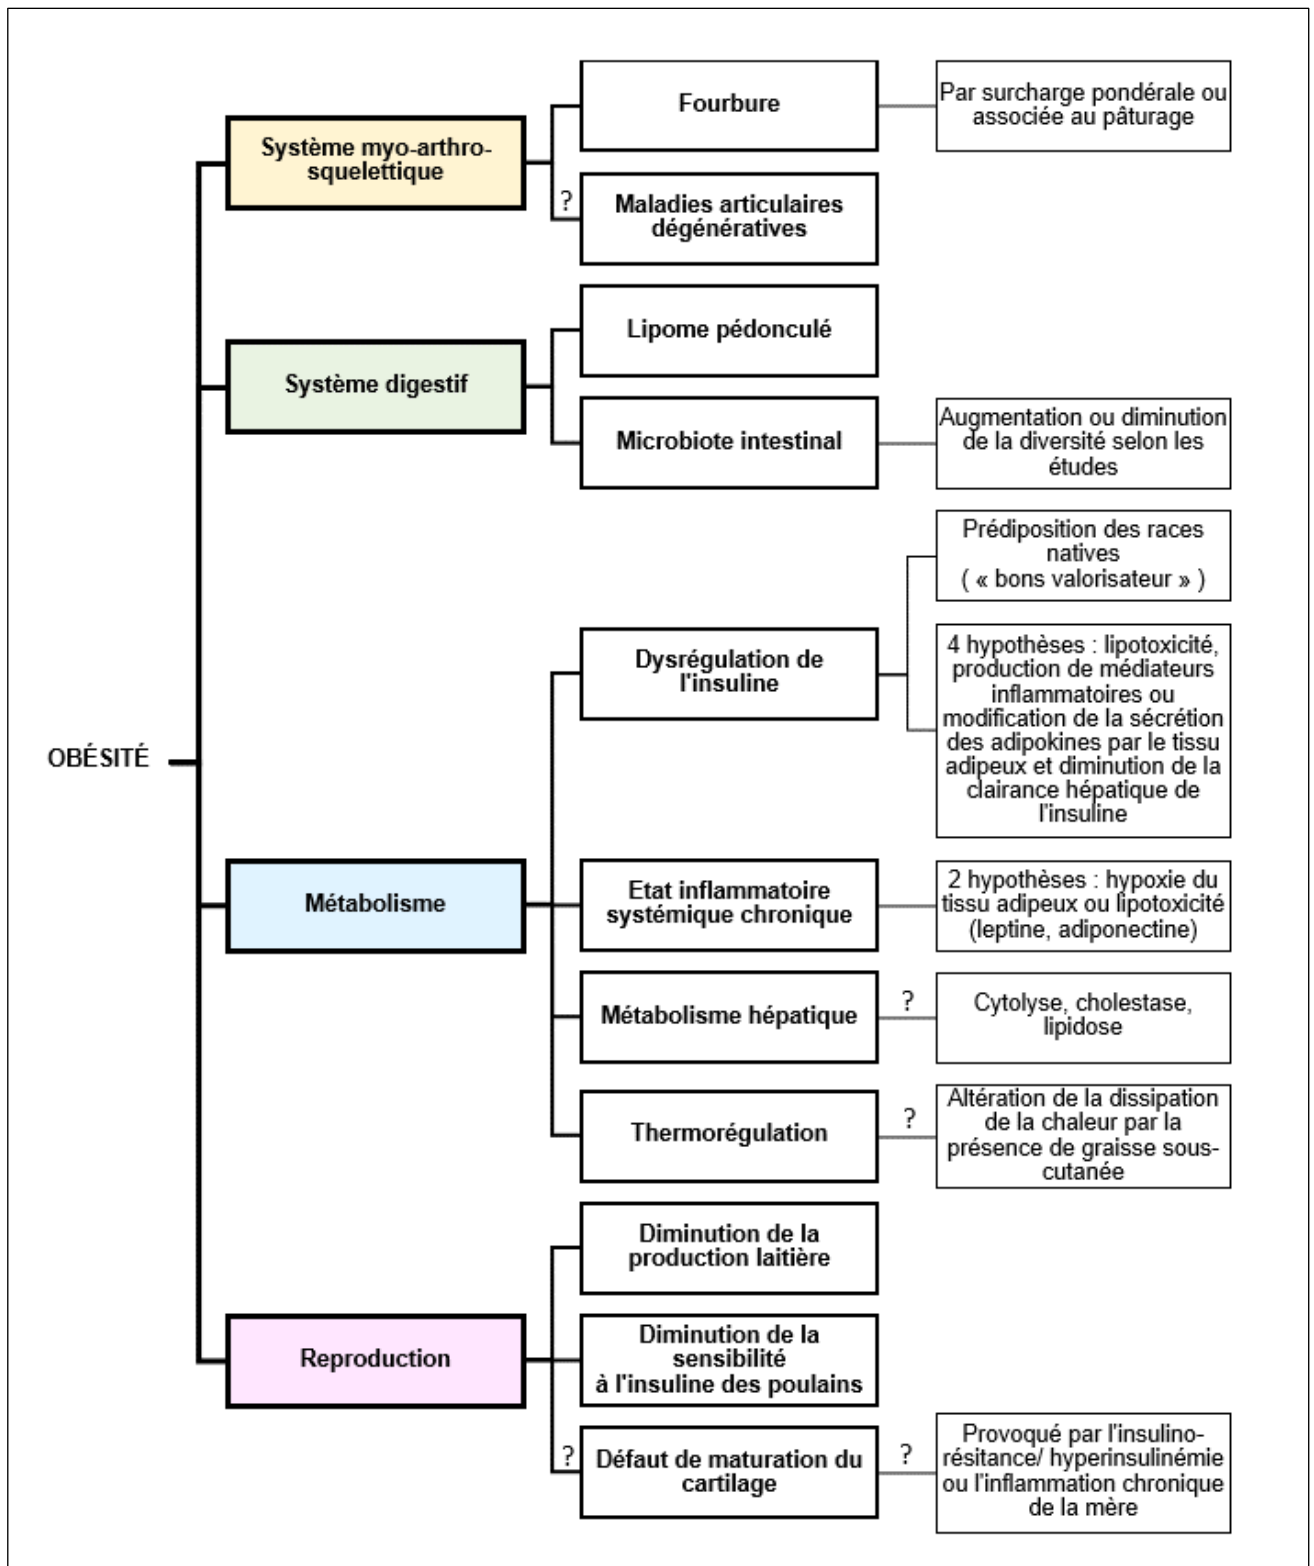 Fourbure
Par surcharge pondérale ou
associée au pâturage
Système myo-arthro-
squelettique
?
Maladies articulaires
dégénératives
Lipome pédonculé
Système digestif
Microbiote intestinal
Augmentation ou diminution
de la diversité selon les
études
Prédiposition des races
natives
( « bons valorisateur » )
Dysrégulation de
l'insuline
4 hypothèses : lipotoxicité,
production de médiateurs
inflammatoires ou
modification de la sécrétion
des adipokines par le tissu
adipeux et diminution de la
clairance hépatique de
l'insuline
OBÉSITÉ
Métabolisme
Etat inflammatoire
systémique chronique
2 hypothèses : hypoxie du
tissu adipeux ou lipotoxicité
(leptine, adiponectine)
Métabolisme hépatique
?
Cytolyse, cholestase,
lipidose
Thermorégulation
?
Altération de la dissipation
de la chaleur par la
présence de graisse sous-
cutanée
Diminution de la
production laitière
Reproduction
Diminution de la
sensibilité
à l'insuline des poulains
?
Défaut de maturation du
cartilage
?
Provoqué par l'insulino-
résitance/ hyperinsulinémie
ou l'inflammation chronique
de la mère